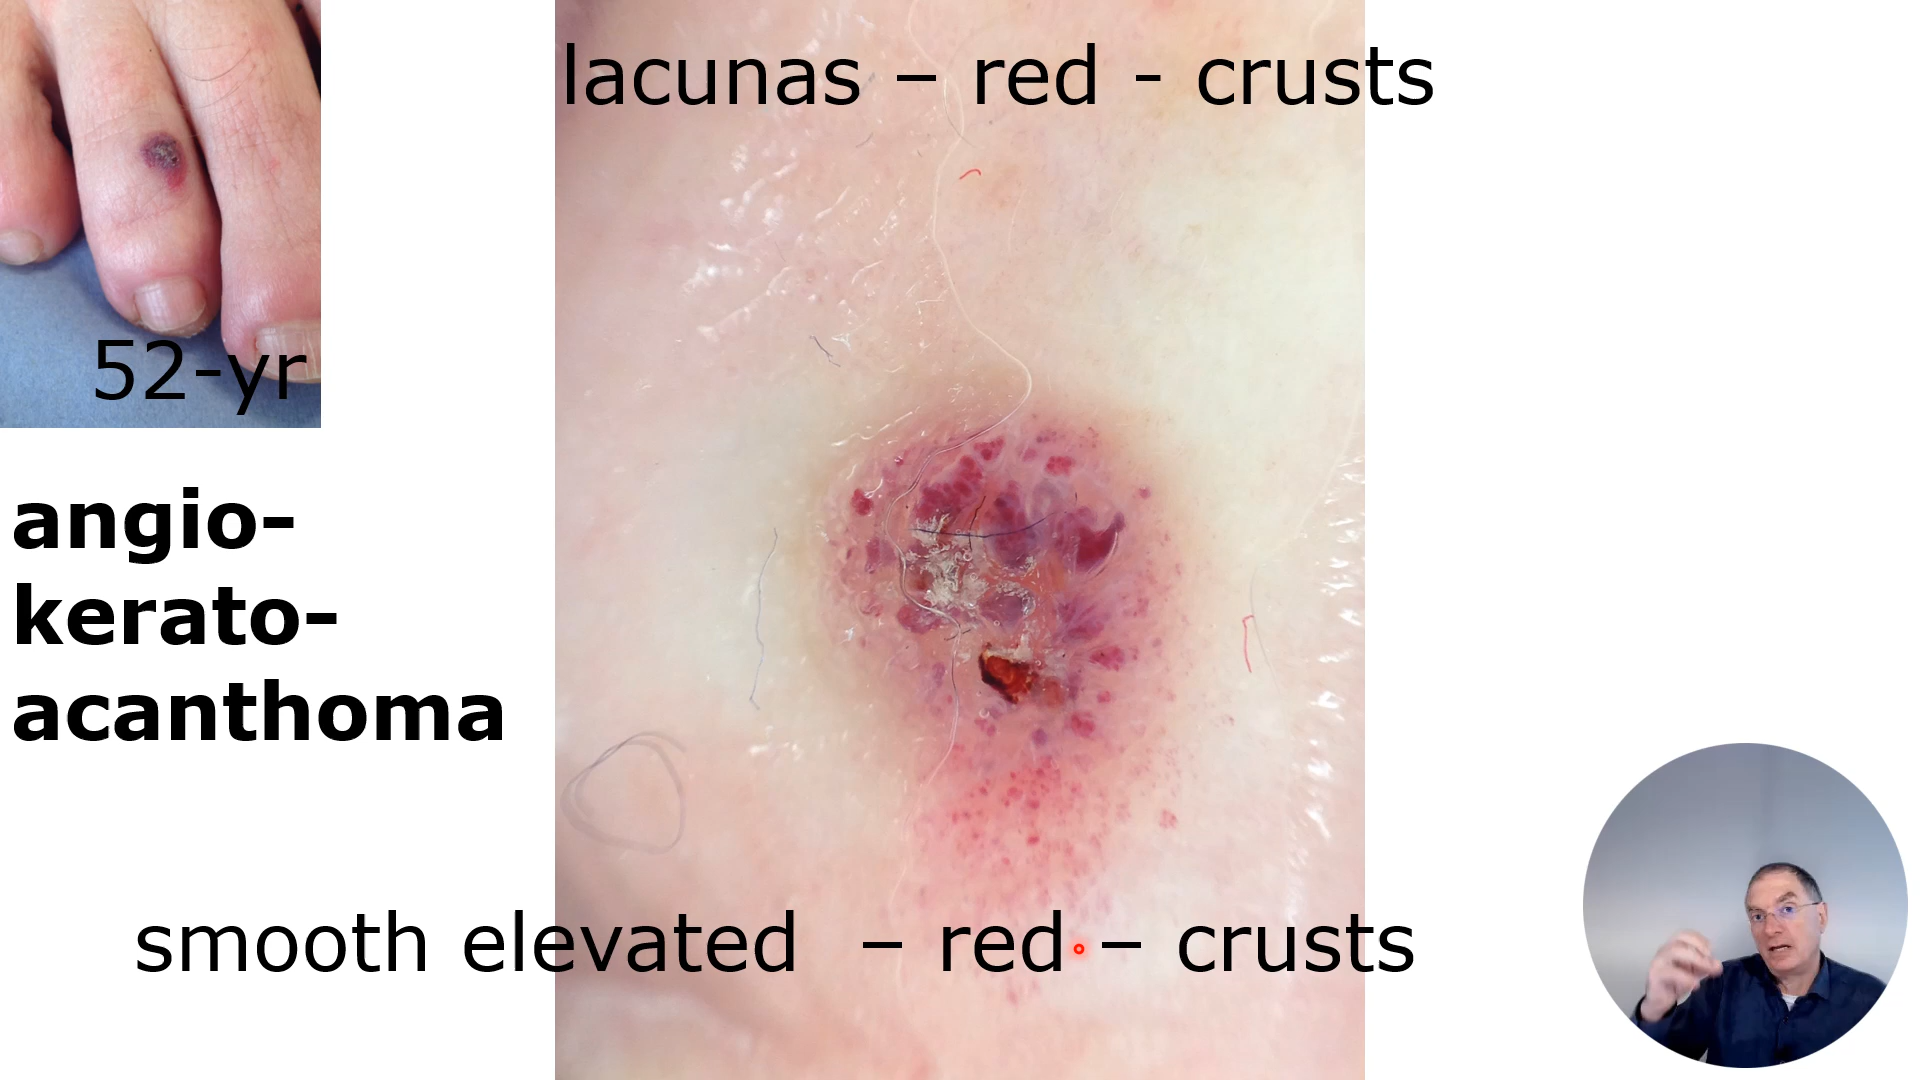 lacunas – red - crusts
52-yr
angio-
kerato-
acanthoma
smooth elevated – red – crusts